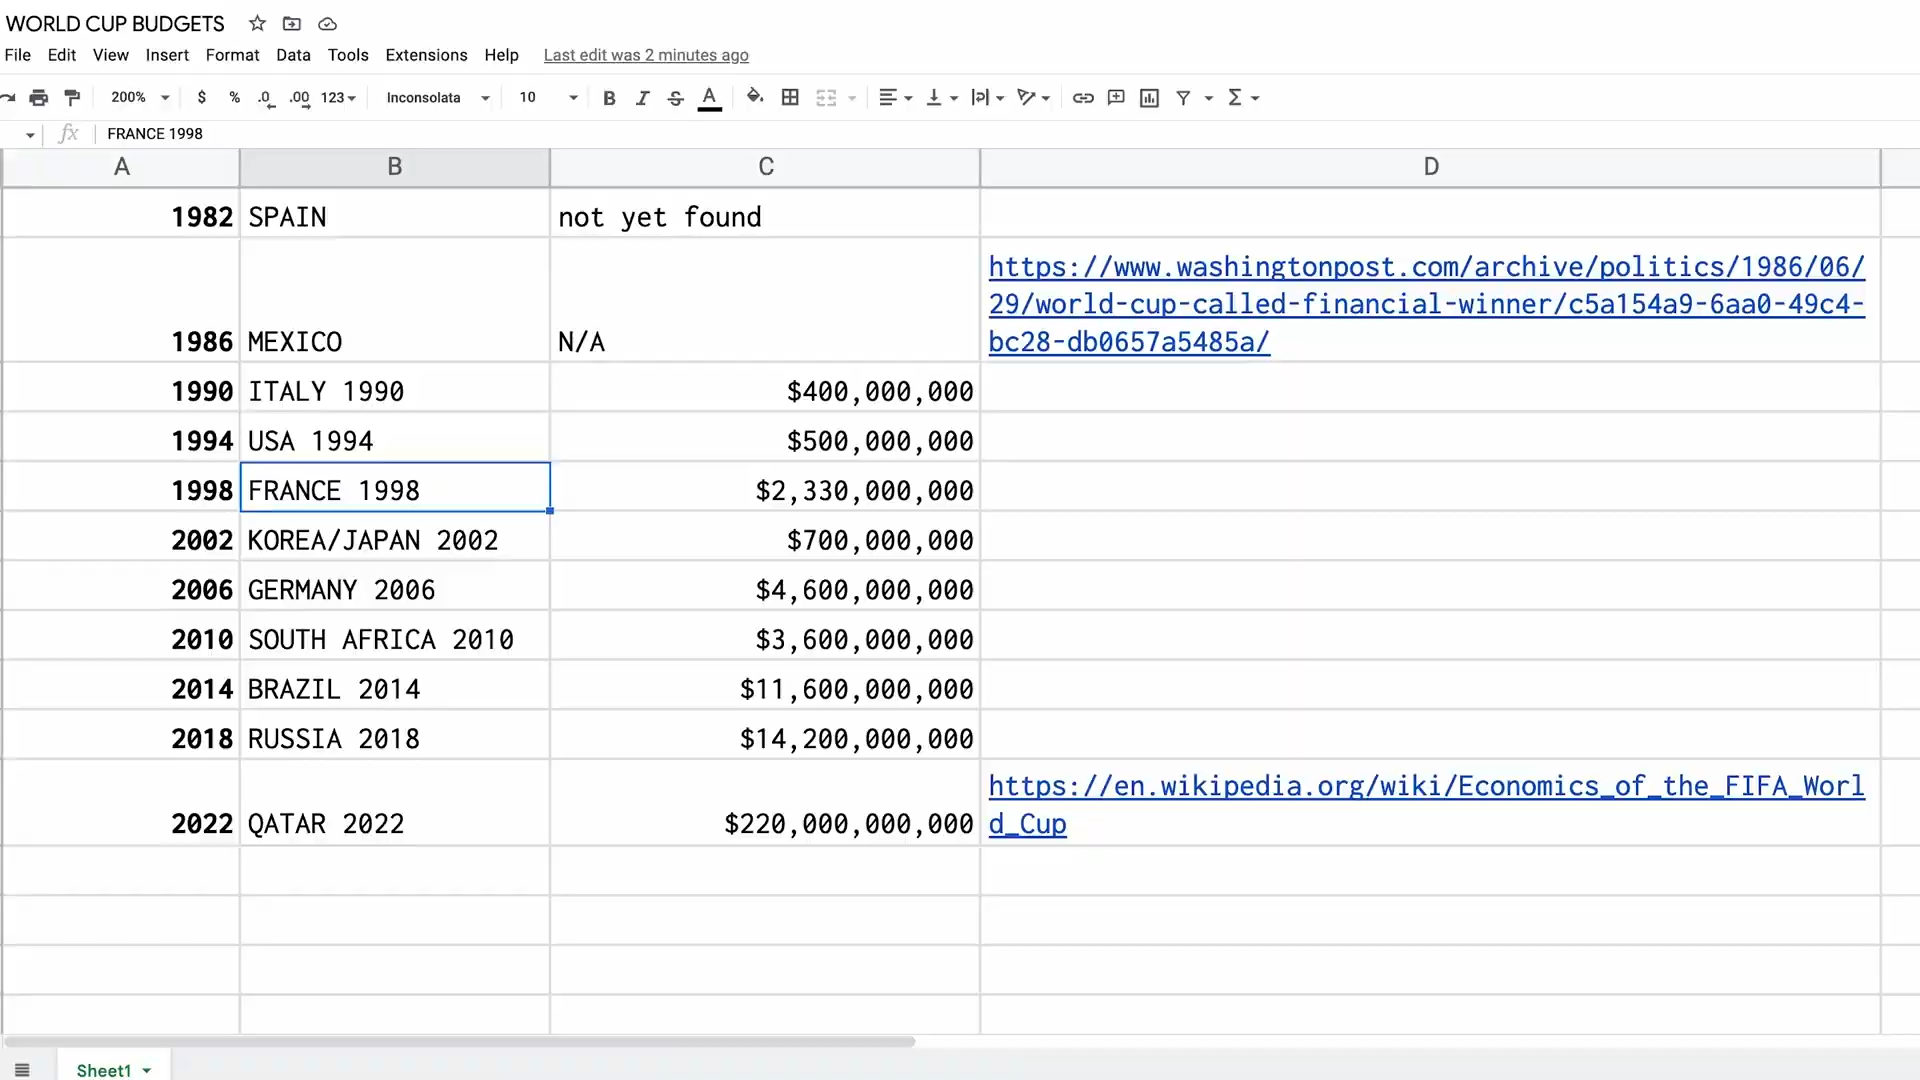 WORLD CUP BUDGETS
File Edit View Insert Format Data Tools Extensions Help Last edit was 2 minutes ago
200% $ % .0 .00 123 Inconsolata 10 B I S A Σ
fx FRANCE 1998
A B C D
1982 SPAIN not yet found
1986 MEXICO N/A https://www.washingtonpost.com/archive/politics/1986/06/
29/world-cup-called-financial-winner/c5a154a9-6aa0-49c4-
bc28-db0657a5485a/
1990 ITALY 1990 $400,000,000
1994 USA 1994 $500,000,000
1998 FRANCE 1998 $2,330,000,000
2002 KOREA/JAPAN 2002 $700,000,000
2006 GERMANY 2006 $4,600,000,000
2010 SOUTH AFRICA 2010 $3,600,000,000
2014 BRAZIL 2014 $11,600,000,000
2018 RUSSIA 2018 $14,200,000,000
2022 QATAR 2022 $220,000,000,000 https://en.wikipedia.org/wiki/Economics_of_the_FIFA_Worl
d_Cup
Sheet1